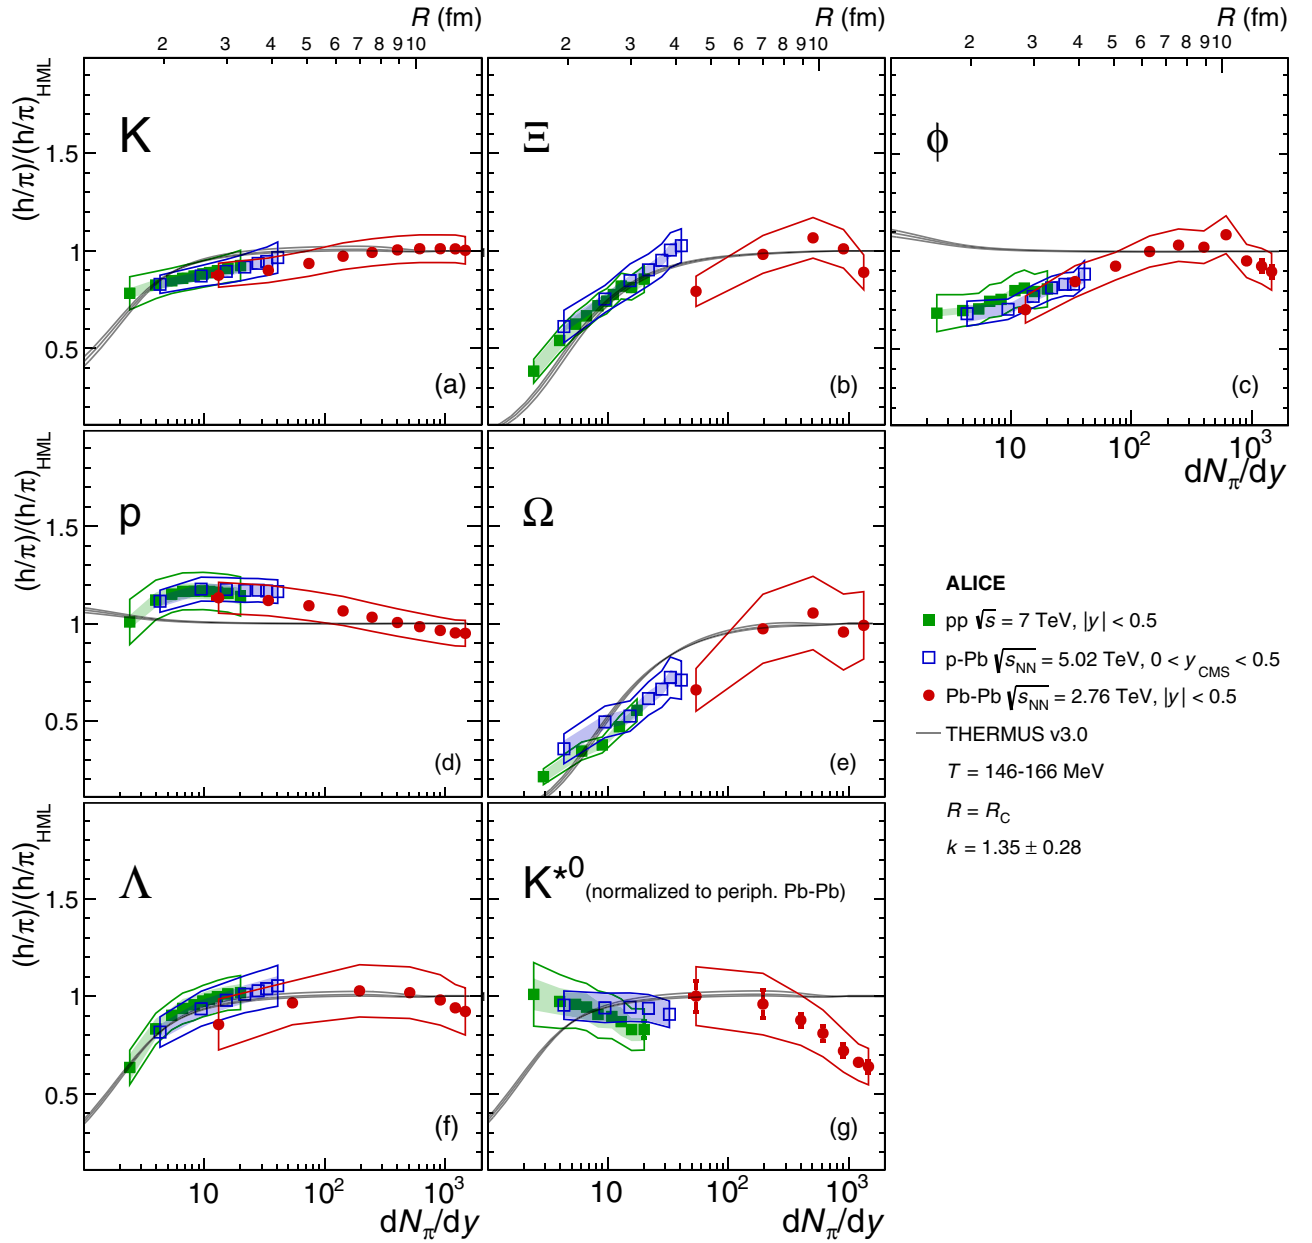 R (fm) R (fm) R (fm)
2 3 4 5 6 7 8 9 10 2 3 4 5 6 7 8 9 10 2 3 4 5 6 7 8 9 10
(h/π)/(h/π)HML
1.5
1
0.5
K
(a)
Ξ
(b)
ϕ
(c)
10 10² 10³
dNπ/dy
(h/π)/(h/π)HML
1.5
1
0.5
p
(d)
Ω
(e)
ALICE
pp √s = 7 TeV, |y| < 0.5
p-Pb √sNN = 5.02 TeV, 0 < yCMS < 0.5
Pb-Pb √sNN = 2.76 TeV, |y| < 0.5
THERMUS v3.0
T = 146-166 MeV
R = RC
k = 1.35 ± 0.28
(h/π)/(h/π)HML
1.5
1
0.5
Λ
(f)
K*0 (normalized to periph. Pb-Pb)
(g)
10 10² 10³ 10 10² 10³
dNπ/dy dNπ/dy